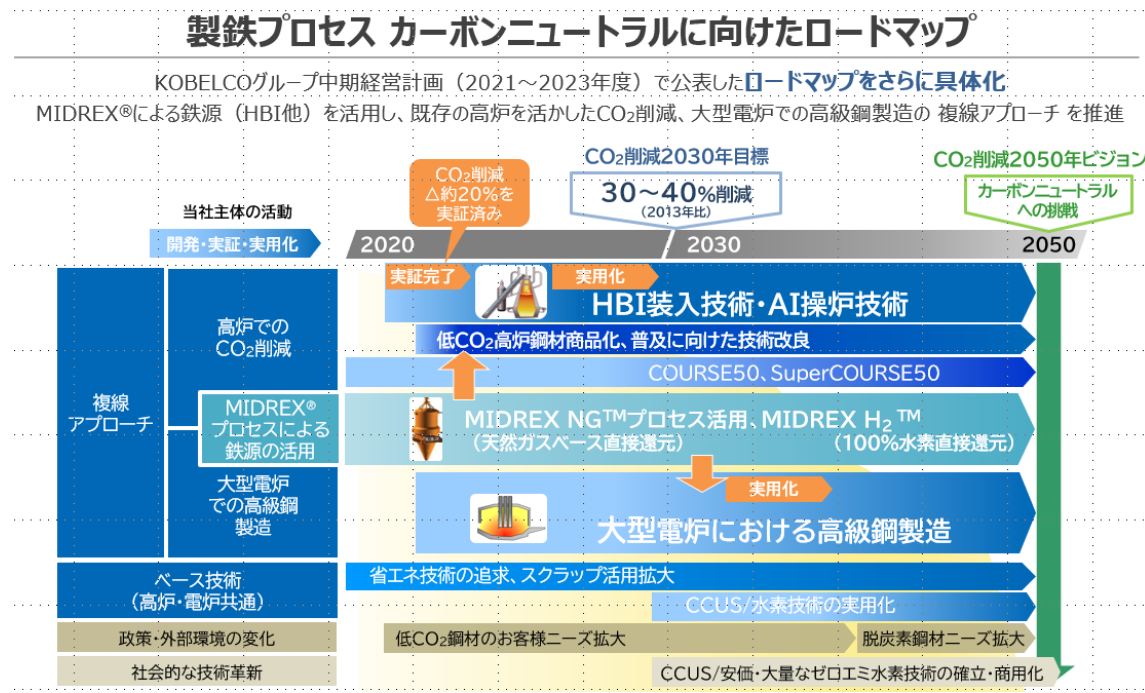 製鉄プロセス カーボンニュートラルに向けたロードマップ
KOBELCOグループ中期経営計画（2021～2023年度）で公表したロードマップをさらに具体化
MIDREX®による鉄源（HBI他）を活用し、既存の高炉を活かしたCO₂削減、大型電炉での高級鋼製造の 複線アプローチ を推進
CO₂削減2030年目標
30～40%削減
（2013年比）
CO₂削減2050年ビジョン
カーボンニュートラル
への挑戦
CO₂削減
△約20%を
実証済み
当社主体の活動
開発・実証・実用化
2020
2030
2050
複線
アプローチ
高炉での
CO₂削減
実証完了
実用化
HBI装入技術・AI操炉技術
低CO₂高炉鋼材商品化、普及に向けた技術改良
COURSE50、SuperCOURSE50
MIDREX®
プロセスによる
鉄源の活用
MIDREX NG™プロセス活用、MIDREX H₂™
（天然ガスベース直接還元）
（100%水素直接還元）
大型電炉
での高級鋼
製造
実用化
大型電炉における高級鋼製造
ベース技術
（高炉・電炉共通）
省エネ技術の追求、スクラップ活用拡大
CCUS/水素技術の実用化
政策・外部環境の変化
低CO₂鋼材のお客様ニーズ拡大
脱炭素鋼材ニーズ拡大
社会的な技術革新
CCUS/安価・大量なゼロエミ水素技術の確立・商用化